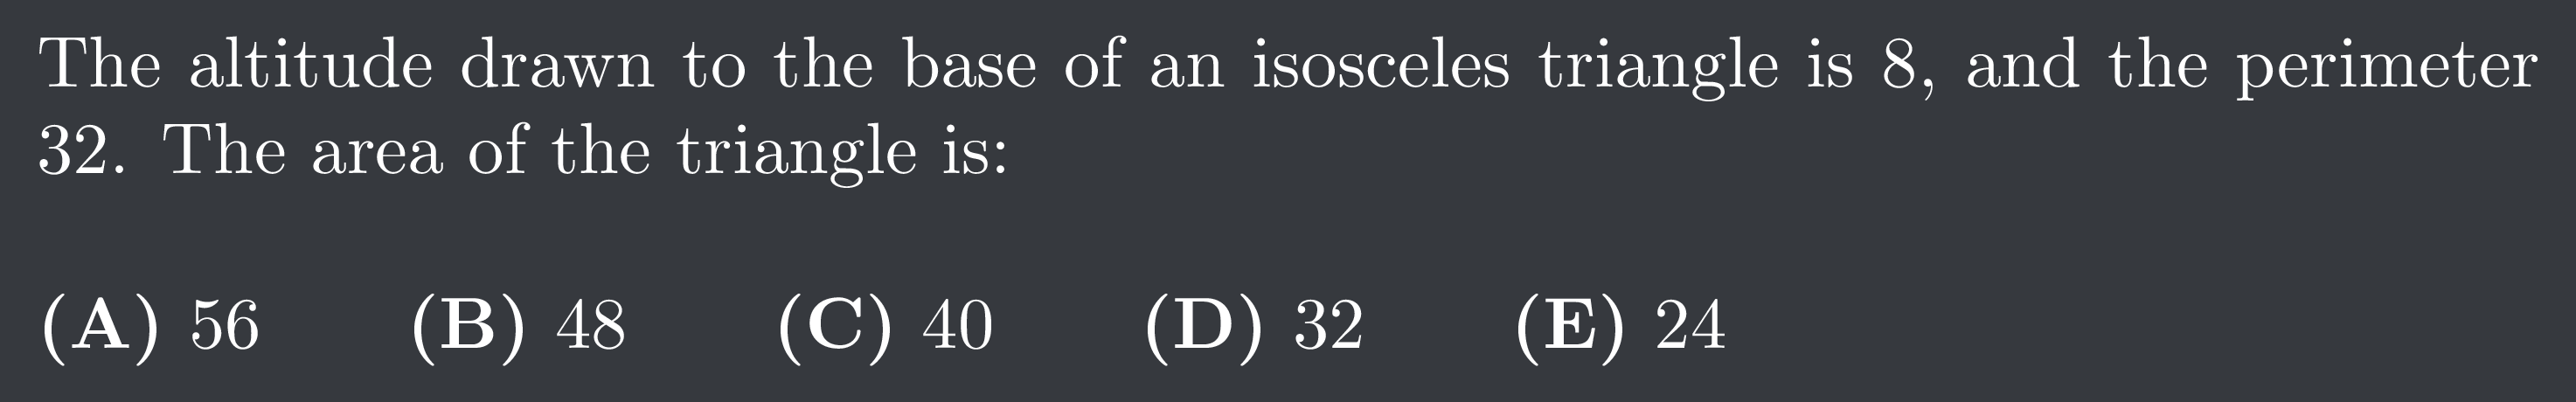 The altitude drawn to the base of an isosceles triangle is 8, and the perimeter
32. The area of the triangle is:
(A) 56 (B) 48 (C) 40 (D) 32 (E) 24